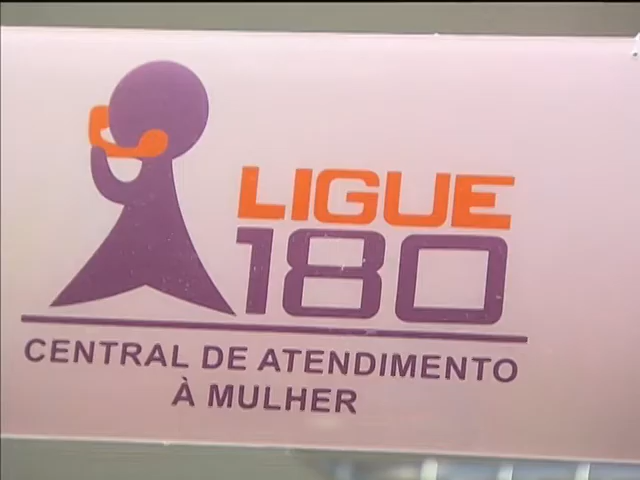 LIGUE
180
CENTRAL DE ATENDIMENTO
À MULHER